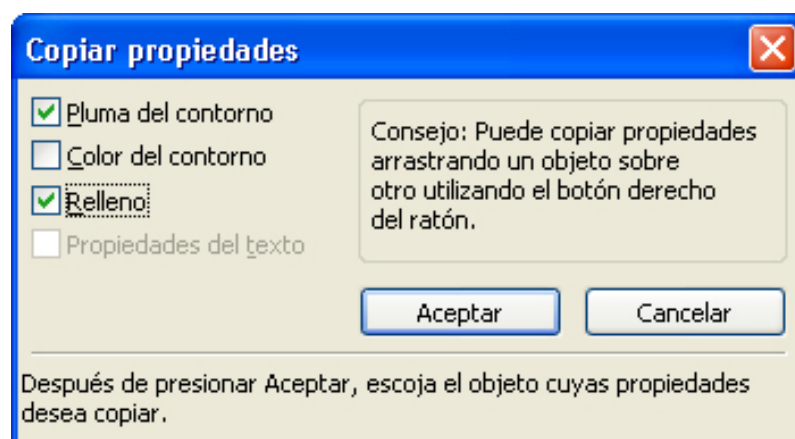 Copiar propiedades
Pluma del contorno
Color del contorno
Relleno
Propiedades del texto
Consejo: Puede copiar propiedades
arrastrando un objeto sobre
otro utilizando el botón derecho
del ratón.
Aceptar
Cancelar
Después de presionar Aceptar, escoja el objeto cuyas propiedades
desea copiar.